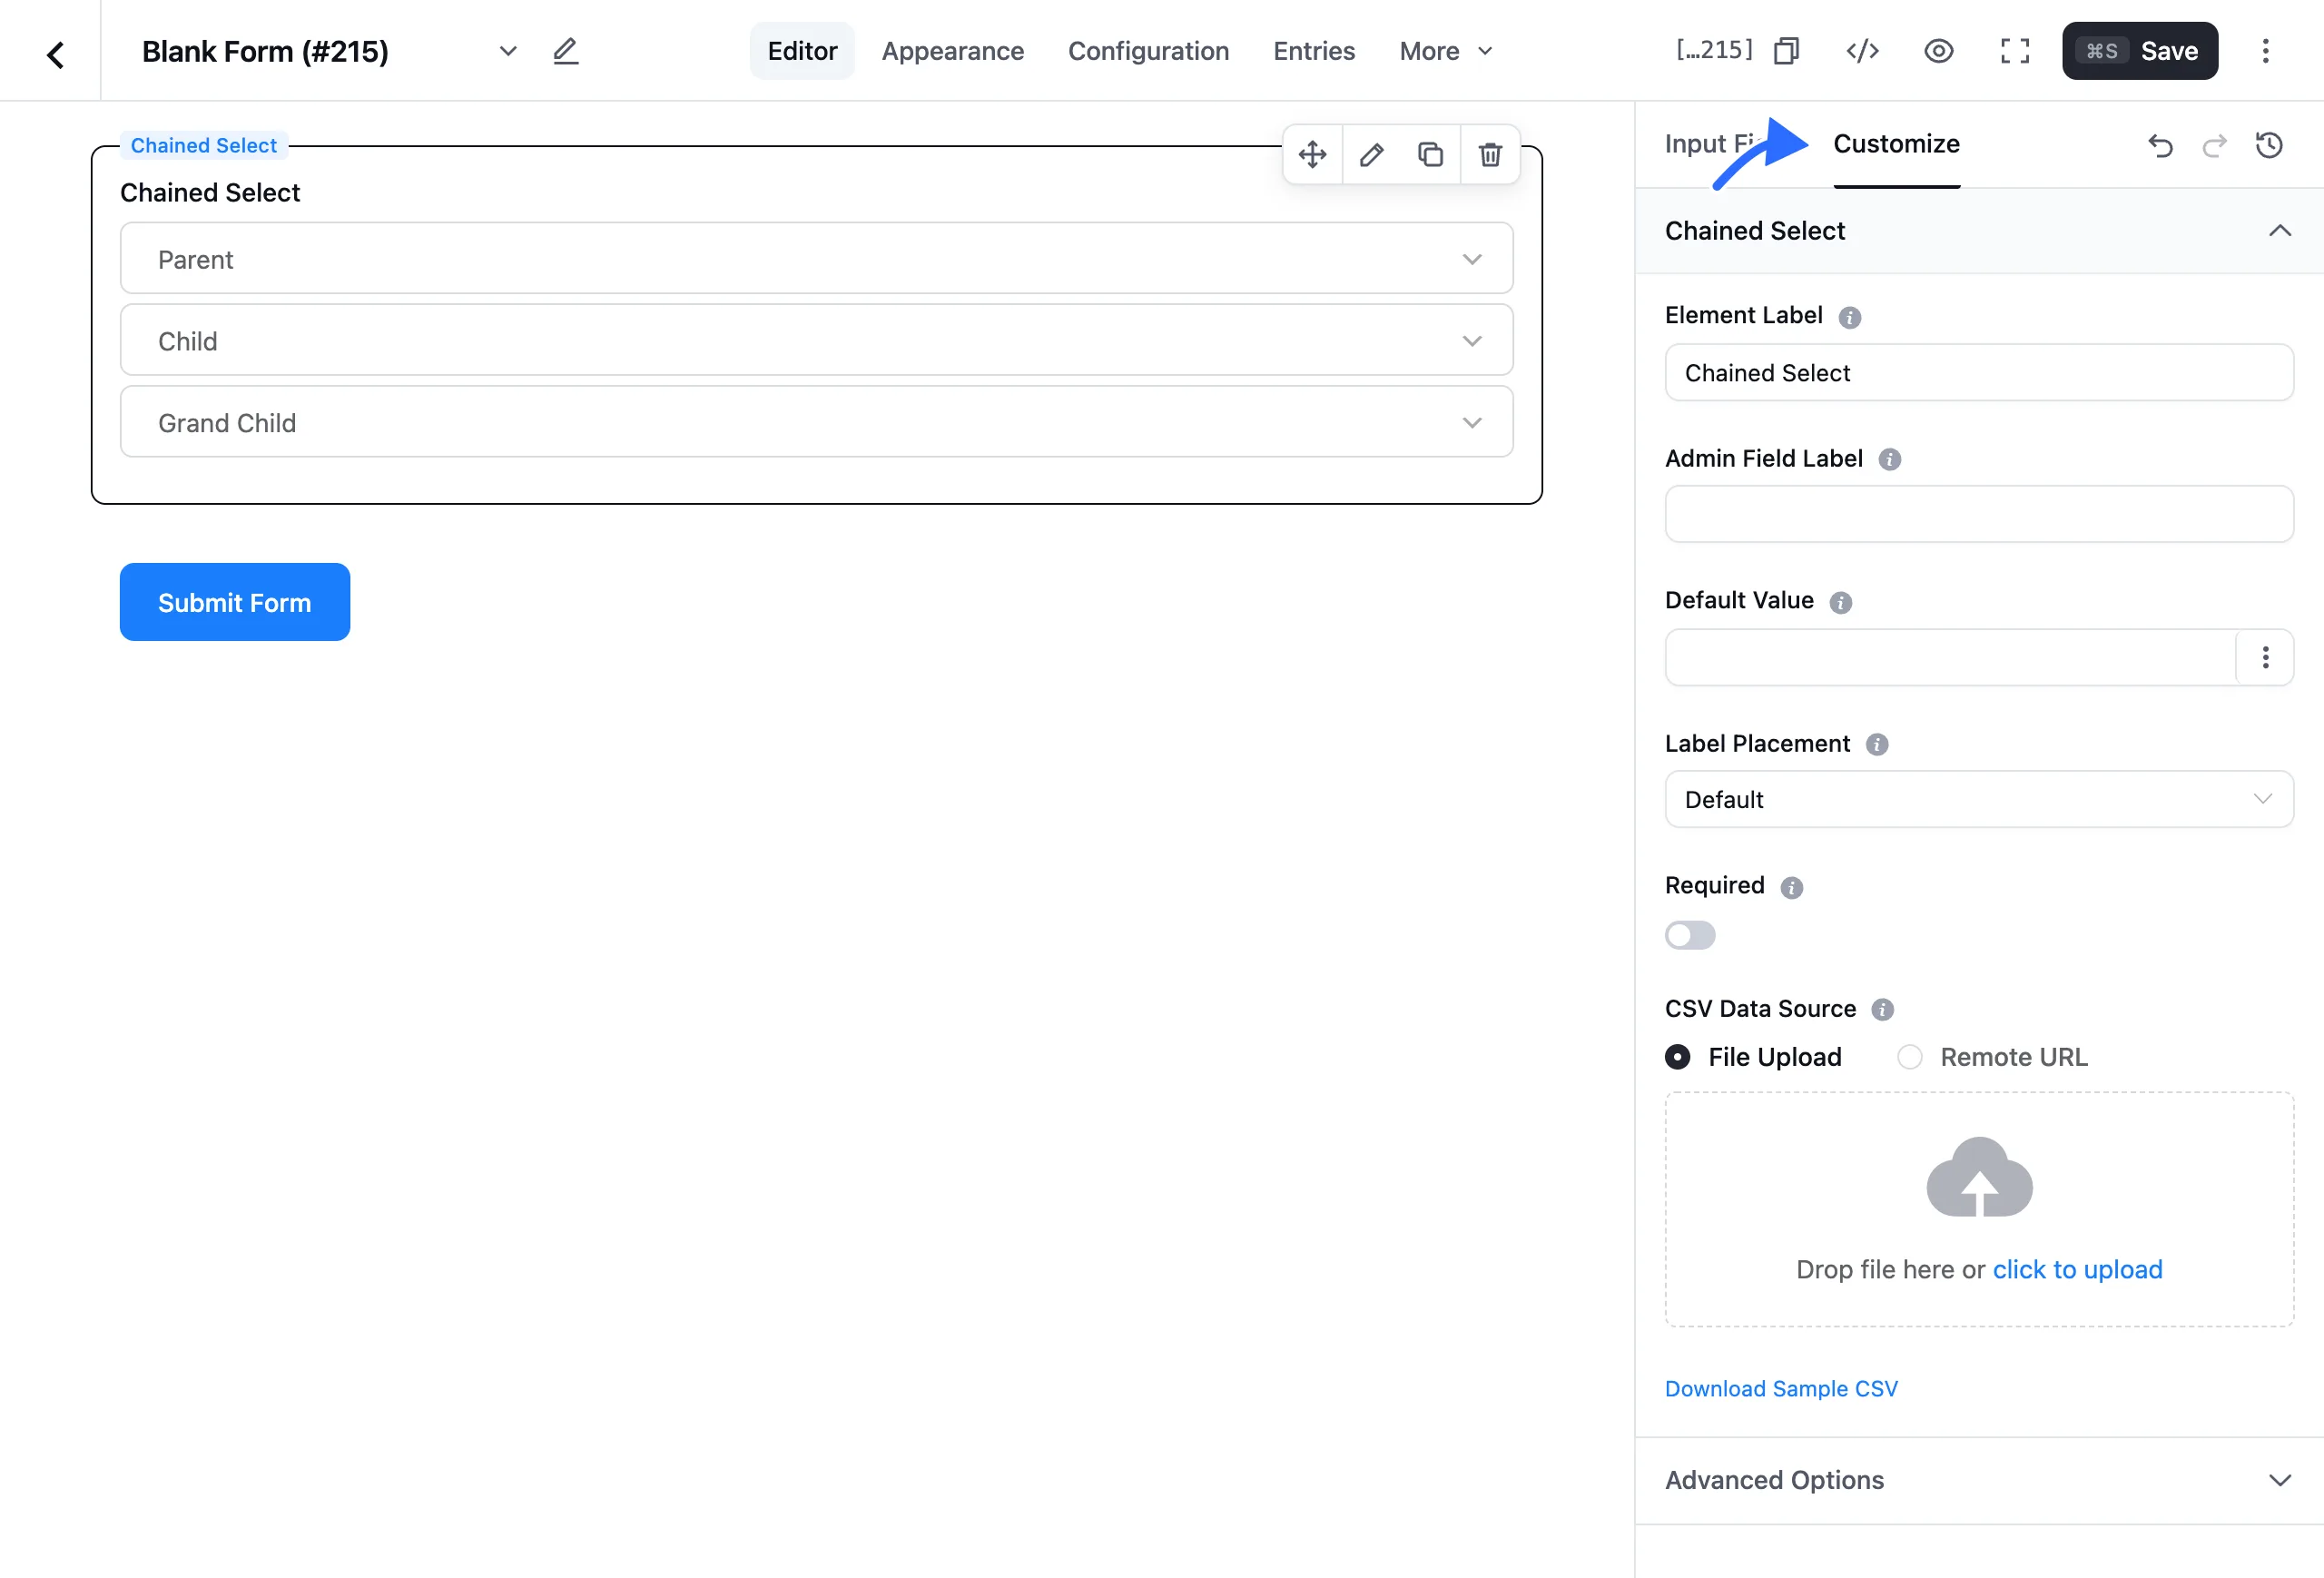 Blank Form (#215)
Editor
Appearance
Configuration
Entries
More
[…215]
⌘S Save
Chained Select
Chained Select
Parent
Child
Grand Child
Submit Form
Input
Customize
Chained Select
Element Label
Chained Select
Admin Field Label
Default Value
Label Placement
Default
Required
CSV Data Source
File Upload
Remote URL
Drop file here or click to upload
Download Sample CSV
Advanced Options